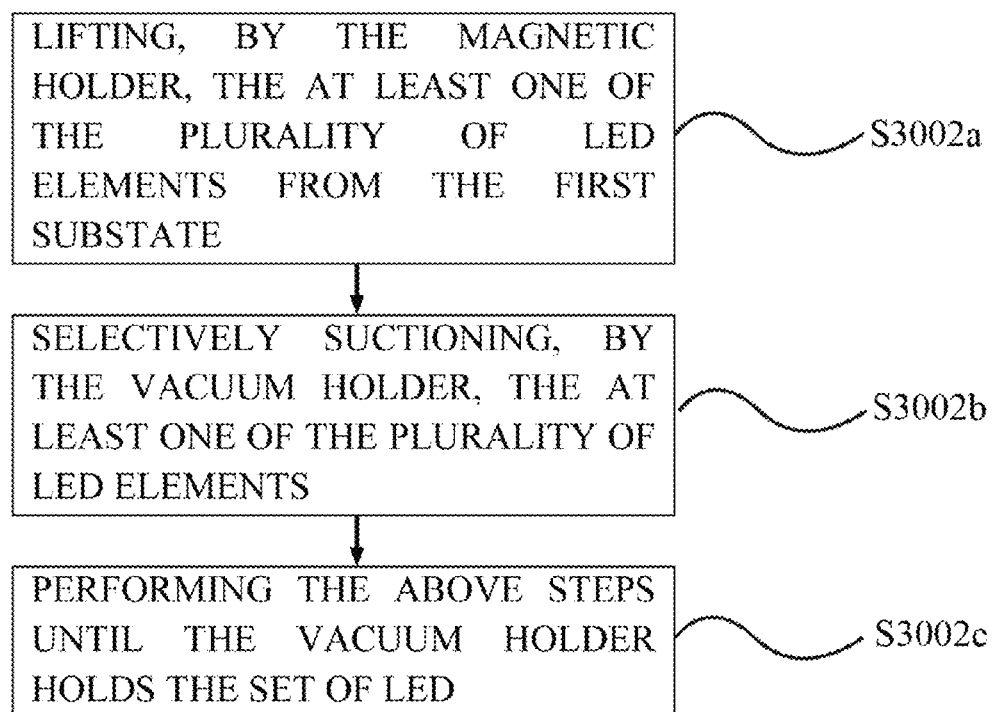 LIFTING, BY THE MAGNETIC
HOLDER, THE AT LEAST ONE OF
THE PLURALITY OF LED
ELEMENTS FROM THE FIRST
SUBSTATE
S3002a
SELECTIVELY SUCTIONING, BY
THE VACUUM HOLDER, THE AT
LEAST ONE OF THE PLURALITY OF
LED ELEMENTS
S3002b
PERFORMING THE ABOVE STEPS
UNTIL THE VACUUM HOLDER
HOLDS THE SET OF LED
S3002c